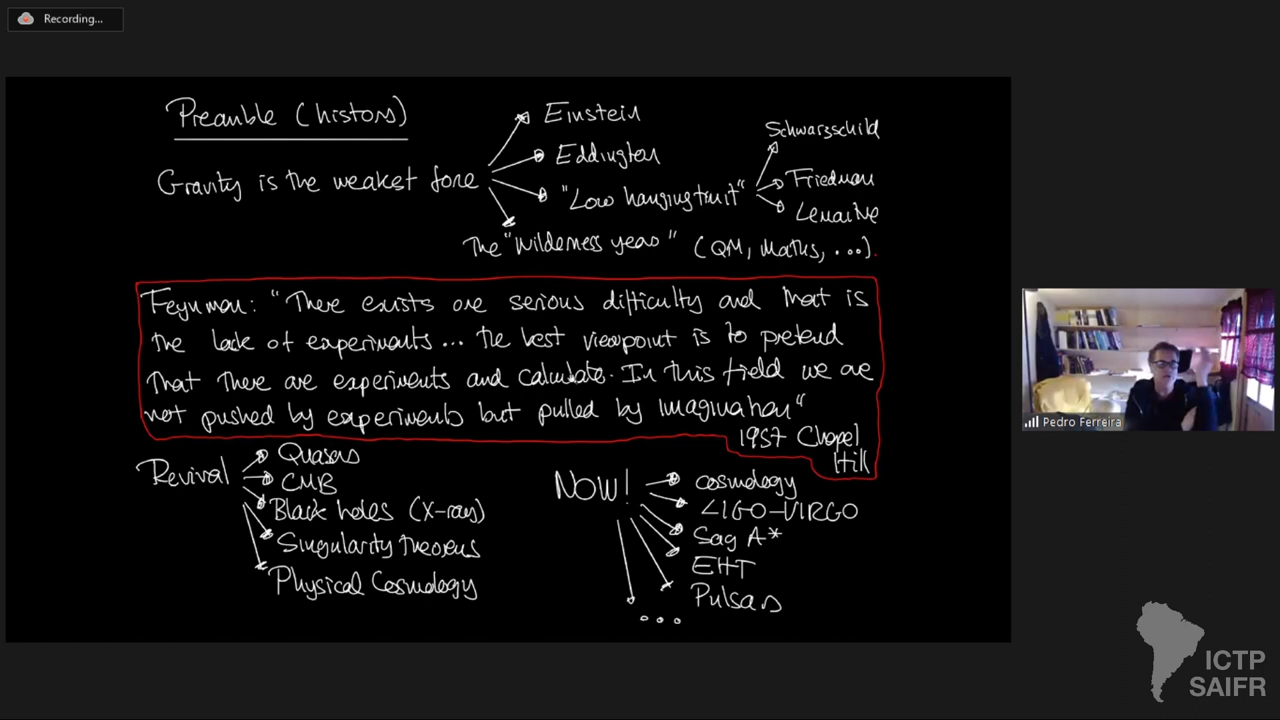 Recording...
Preamble (history)
Gravity is the weakest force
Einstein
Eddington
"Low hanging fruit"
Schwarzschild
Friedman
Lemaitre
The "Wilderness years" (QM, Maths, ...).
Feynman: "There exists one serious difficulty and that is
the lack of experiments... The best viewpoint is to pretend
that there are experiments and calculate. In this field we are
not pushed by experiments but pulled by imagination"
1957 Chapel
Hill
Revival
Quasars
CMB
Black holes (X-ray)
Singularity theorems
Physical Cosmology
NOW!
cosmology
LIGO-VIRGO
Sag A*
EHT
Pulsars
...
Pedro Ferreira
ICTP
SAIFR